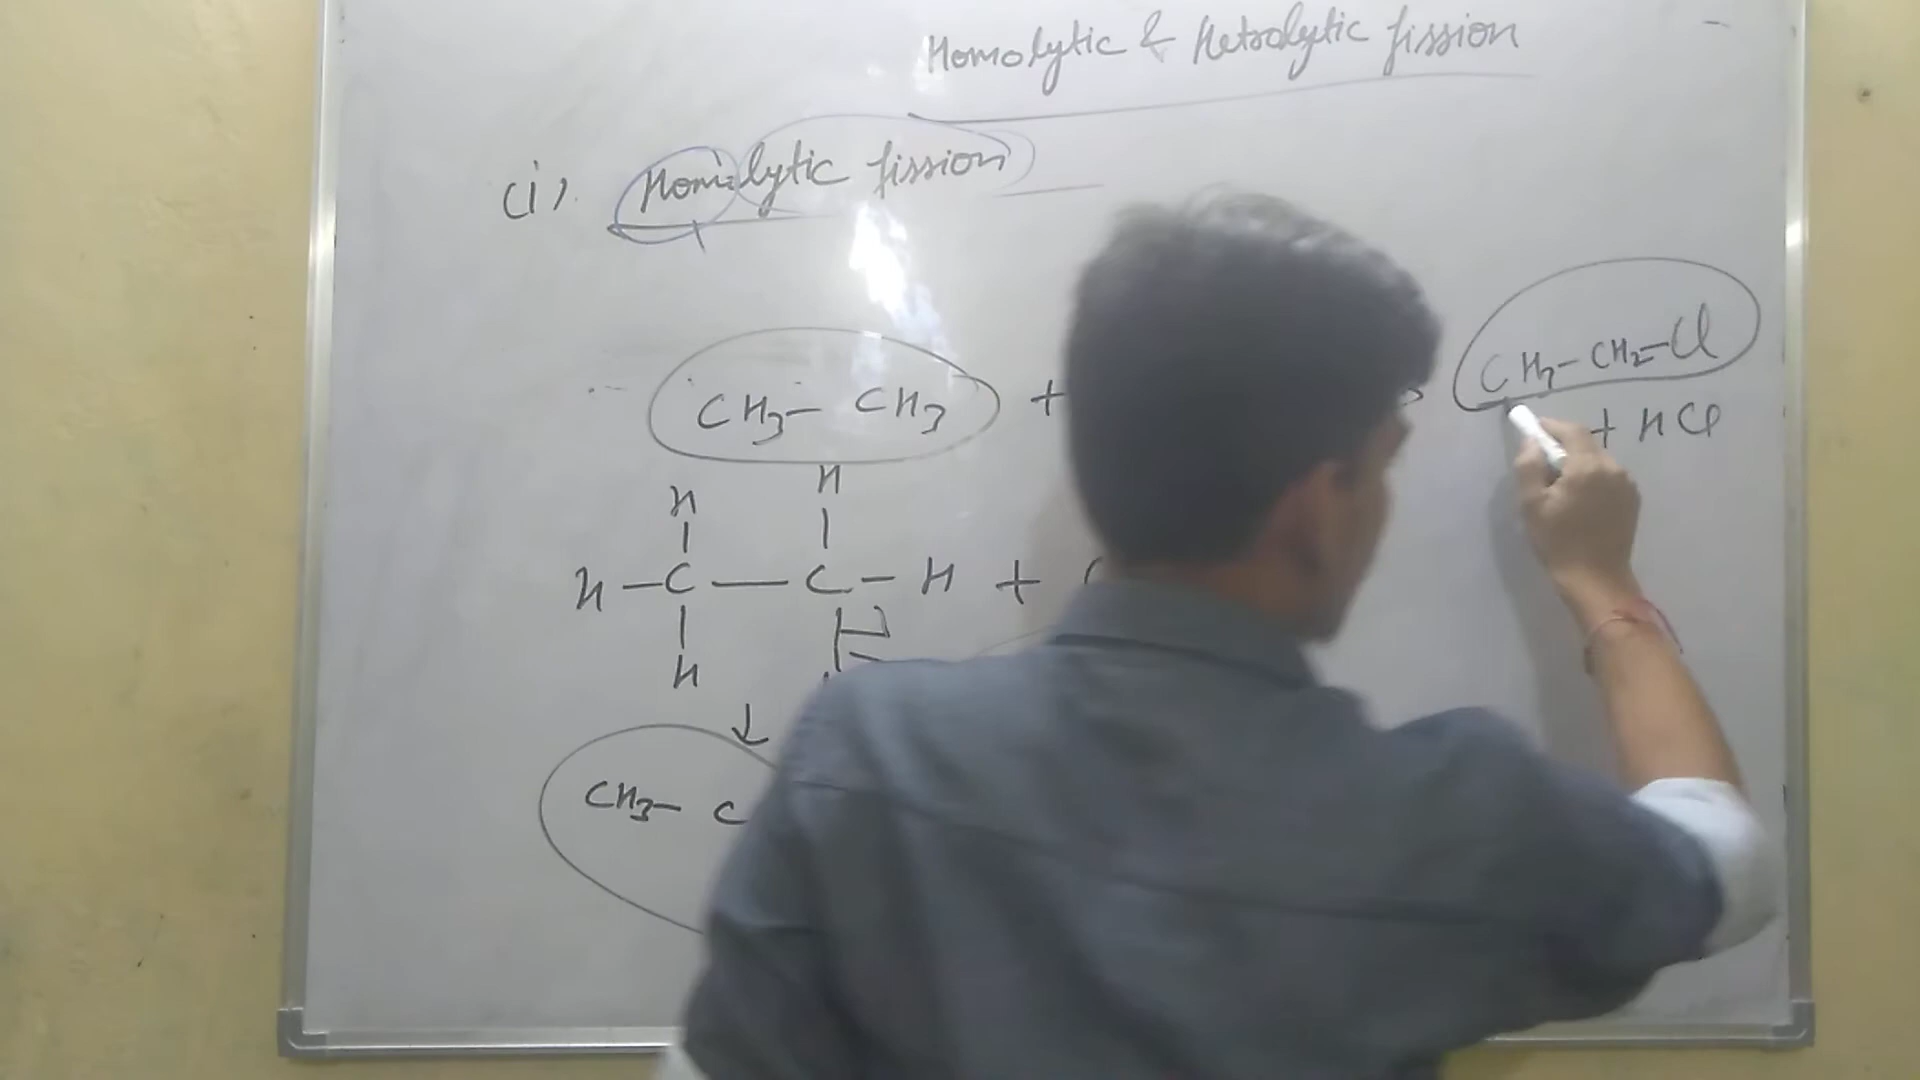 Homolytic & Hetrolytic fission
(i). Homolytic fission
CH3- CH3 +
CH3-CH2-Cl
+ HCl
H H
H-C-C-H +
H
↓
CH3- C